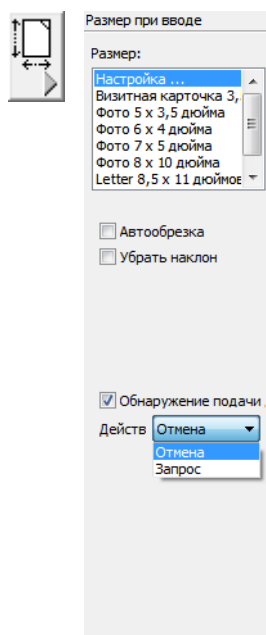 Размер при вводе
Размер:
Настройка ...
Визитная карточка 3,
Фото 5 x 3,5 дюйма
Фото 6 x 4 дюйма
Фото 7 x 5 дюйма
Фото 8 x 10 дюйма
Letter 8,5 x 11 дюймов
Автообрезка
Убрать наклон
Обнаружение подачи
Действ Отмена
Отмена
Запрос